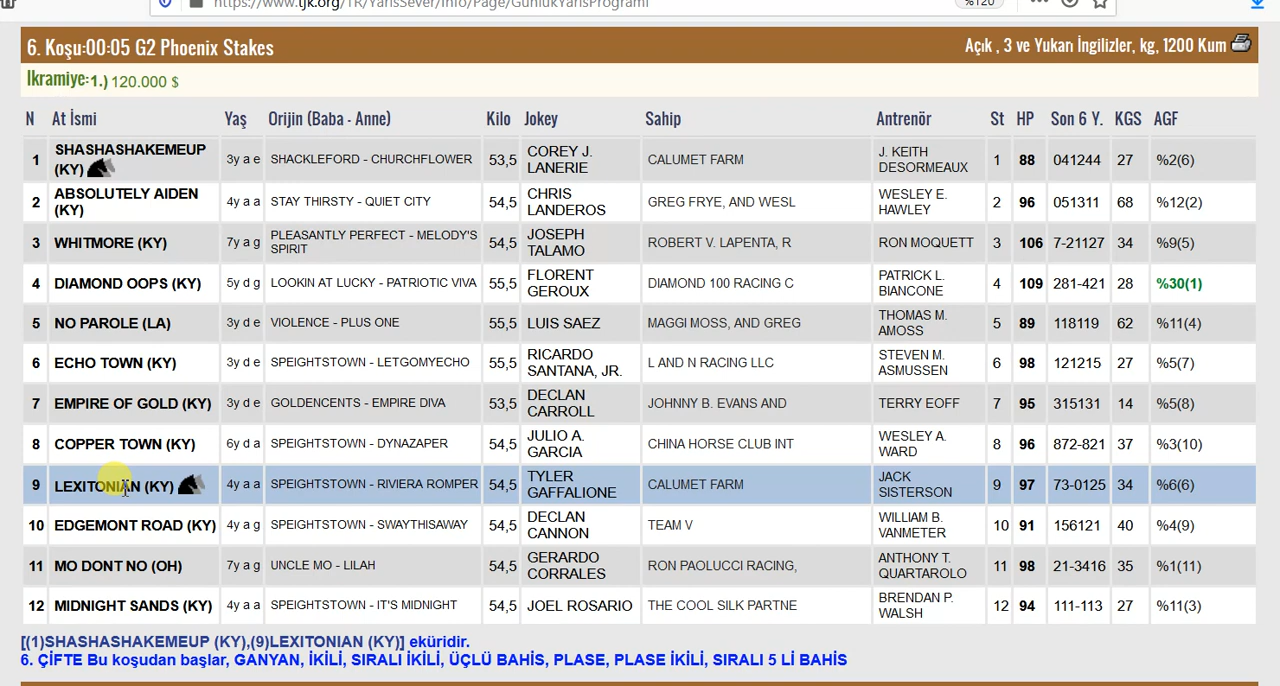 https://www.tjk.org/TR/YarisSever/Info/Page/GunlukYarisProgrami
%120
6. Koşu:00:05 G2 Phoenix Stakes
Açık , 3 ve Yukarı İngilizler, kg, 1200 Kum
Ikramiye:1.) 120.000 $
N At İsmi Yaş Orijin (Baba - Anne) Kilo Jokey Sahip Antrenör St HP Son 6 Y. KGS AGF
1 SHASHASHAKEMEUP (KY) 3y a e SHACKLEFORD - CHURCHFLOWER 53,5 COREY J. LANERIE CALUMET FARM J. KEITH DESORMEAUX 1 88 041244 27 %2(6)
2 ABSOLUTELY AIDEN (KY) 4y a a STAY THIRSTY - QUIET CITY 54,5 CHRIS LANDEROS GREG FRYE, AND WESL WESLEY E. HAWLEY 2 96 051311 68 %12(2)
3 WHITMORE (KY) 7y a g PLEASANTLY PERFECT - MELODY'S SPIRIT 54,5 JOSEPH TALAMO ROBERT V. LAPENTA, R RON MOQUETT 3 106 7-21127 34 %9(5)
4 DIAMOND OOPS (KY) 5y d g LOOKIN AT LUCKY - PATRIOTIC VIVA 55,5 FLORENT GEROUX DIAMOND 100 RACING C PATRICK L. BIANCONE 4 109 281-421 28 %30(1)
5 NO PAROLE (LA) 3y d e VIOLENCE - PLUS ONE 55,5 LUIS SAEZ MAGGI MOSS, AND GREG THOMAS M. AMOSS 5 89 118119 62 %11(4)
6 ECHO TOWN (KY) 3y d e SPEIGHTSTOWN - LETGOMYECHO 55,5 RICARDO SANTANA, JR. L AND N RACING LLC STEVEN M. ASMUSSEN 6 98 121215 27 %5(7)
7 EMPIRE OF GOLD (KY) 3y d e GOLDENCENTS - EMPIRE DIVA 53,5 DECLAN CARROLL JOHNNY B. EVANS AND TERRY EOFF 7 95 315131 14 %5(8)
8 COPPER TOWN (KY) 6y d a SPEIGHTSTOWN - DYNAZAPER 54,5 JULIO A. GARCIA CHINA HORSE CLUB INT WESLEY A. WARD 8 96 872-821 37 %3(10)
9 LEXITONIAN (KY) 4y a a SPEIGHTSTOWN - RIVIERA ROMPER 54,5 TYLER GAFFALIONE CALUMET FARM JACK SISTERSON 9 97 73-0125 34 %6(6)
10 EDGEMONT ROAD (KY) 4y a g SPEIGHTSTOWN - SWAYTHISAWAY 54,5 DECLAN CANNON TEAM V WILLIAM B. VANMETER 10 91 156121 40 %4(9)
11 MO DONT NO (OH) 7y a g UNCLE MO - LILAH 54,5 GERARDO CORRALES RON PAOLUCCI RACING, ANTHONY T. QUARTAROLO 11 98 21-3416 35 %1(11)
12 MIDNIGHT SANDS (KY) 4y a a SPEIGHTSTOWN - IT'S MIDNIGHT 54,5 JOEL ROSARIO THE COOL SILK PARTNE BRENDAN P. WALSH 12 94 111-113 27 %11(3)
[(1)SHASHASHAKEMEUP (KY),(9)LEXITONIAN (KY)] eküridir.
6. ÇİFTE Bu koşudan başlar, GANYAN, İKİLİ, SIRALI İKİLİ, ÜÇLÜ BAHİS, PLASE, PLASE İKİLİ, SIRALI 5 Lİ BAHİS